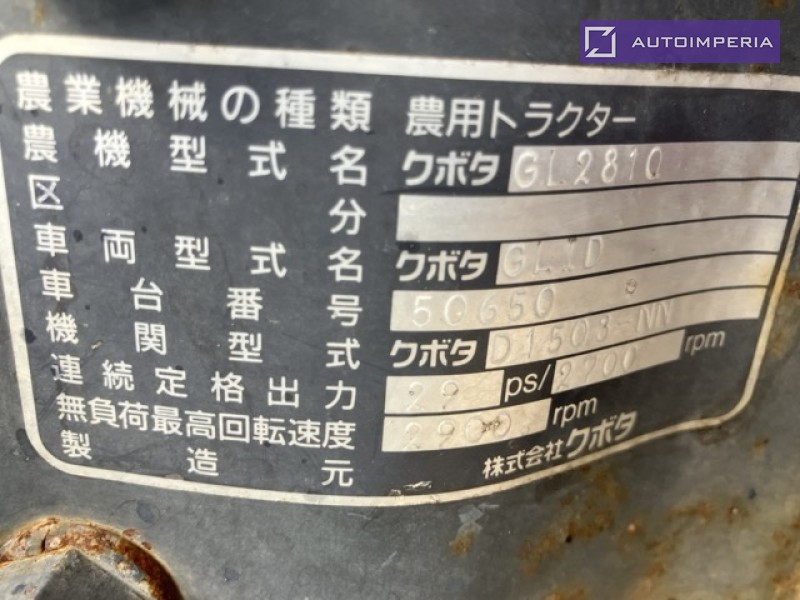 AUTOIMPERIA
農業機械の種類 農用トラクター
農機型式名 クボタ GL2810
区分
車両型式名 クボタ GLID
車台番号 50650
機関型式 クボタ D1503-NN
連続定格出力 29 ps/2700 rpm
無負荷最高回転速度 2900 rpm
製造元 株式会社クボタ